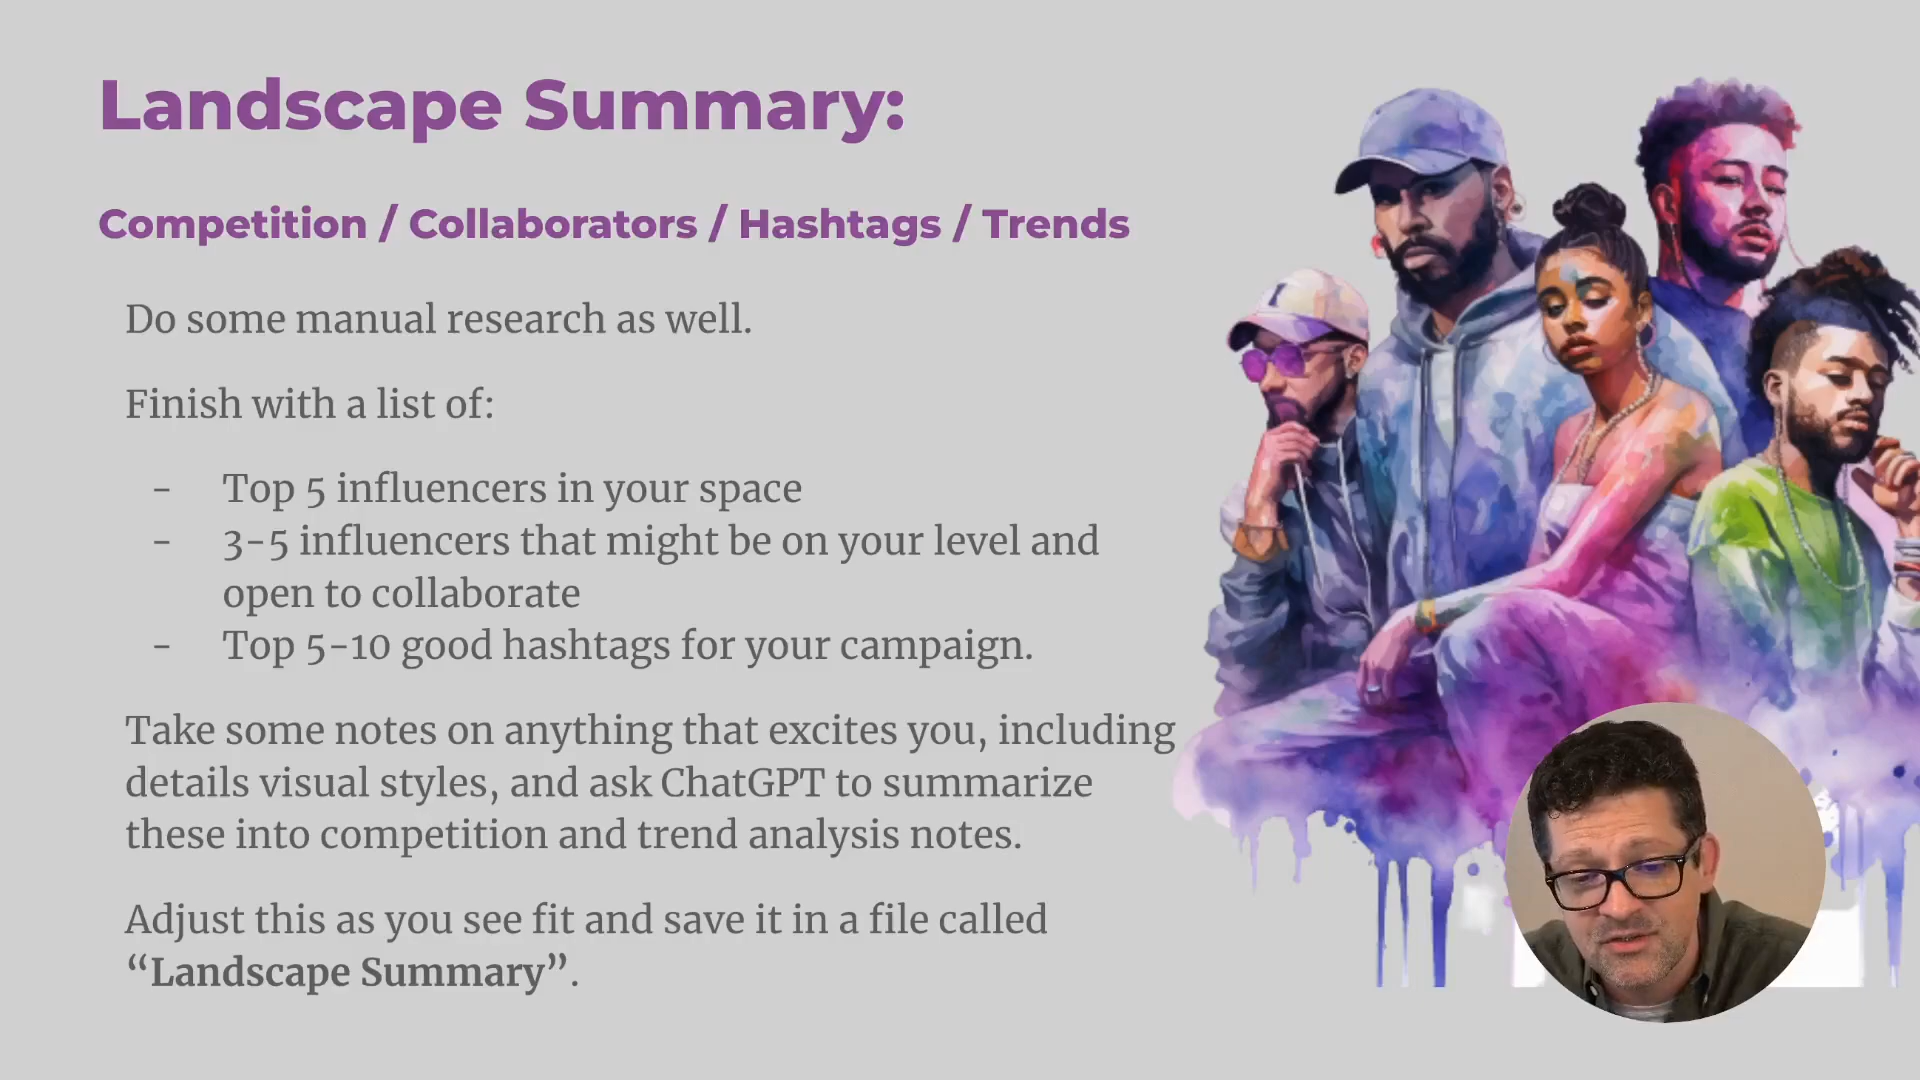 Landscape Summary:
Competition / Collaborators / Hashtags / Trends
Do some manual research as well.
Finish with a list of:
- Top 5 influencers in your space
- 3-5 influencers that might be on your level and
open to collaborate
- Top 5-10 good hashtags for your campaign.
Take some notes on anything that excites you, including
details visual styles, and ask ChatGPT to summarize
these into competition and trend analysis notes.
Adjust this as you see fit and save it in a file called
“Landscape Summary”.
I